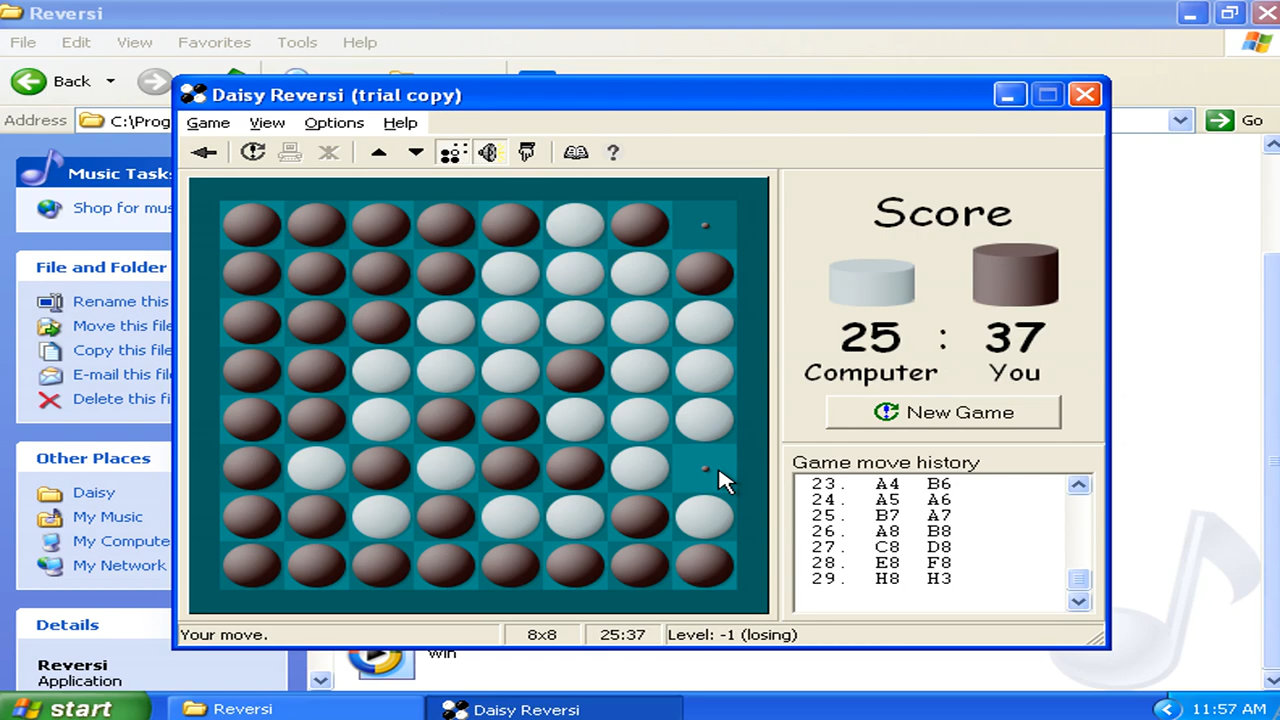 Reversi
File Edit View Favorites Tools Help
Back
Address C:\Prog
Go
Daisy Reversi (trial copy)
Game View Options Help
Music Task
Shop for mus
File and Folder
Rename this
Move this file
Copy this file
E-mail this file
Delete this fi
Other Places
Daisy
My Music
My Compute
My Network
Details
Reversi
Application
Score
25 : 37
Computer You
New Game
Game move history
23. A4 B6
24. A5 A6
25. B7 A7
26. A8 B8
27. C8 D8
28. E8 F8
29. H8 H3
Your move. 8x8 25:37 Level: -1 (losing)
win
start Reversi Daisy Reversi 11:57 AM